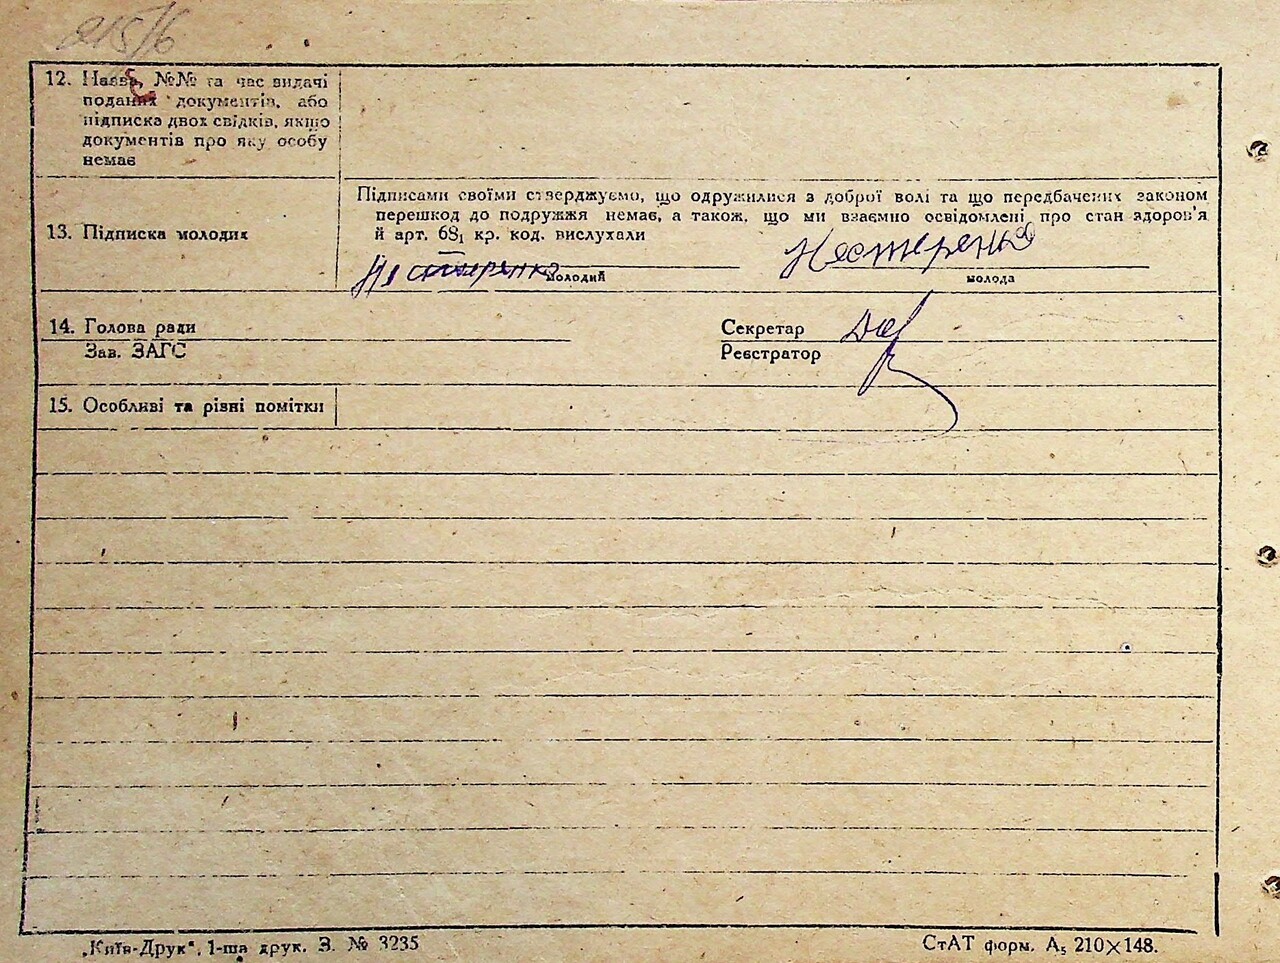 215/6
12. Назва, №№ та час видачі
поданих документів, або
підписка двох свідків, якщо
документів про яку особу
немає
Підписами своїми стверджуємо, що одружилися з доброї волі та що передбачених законом
перешкод до подружжя немає, а також, що ми взаємно освідомлені про стан здоров'я
й арт. 68₁ кр. код. вислухали
13. Підписка молодих
Нестеренко молодий
Нестеренко
молода
14. Голова ради
Зав. ЗАГС
Секретар
Реєстратор
15. Особливі та різні помітки
„Київ-Друк“, 1-ша друк. З. № 3235
СтАТ форм. А₅ 210×148.